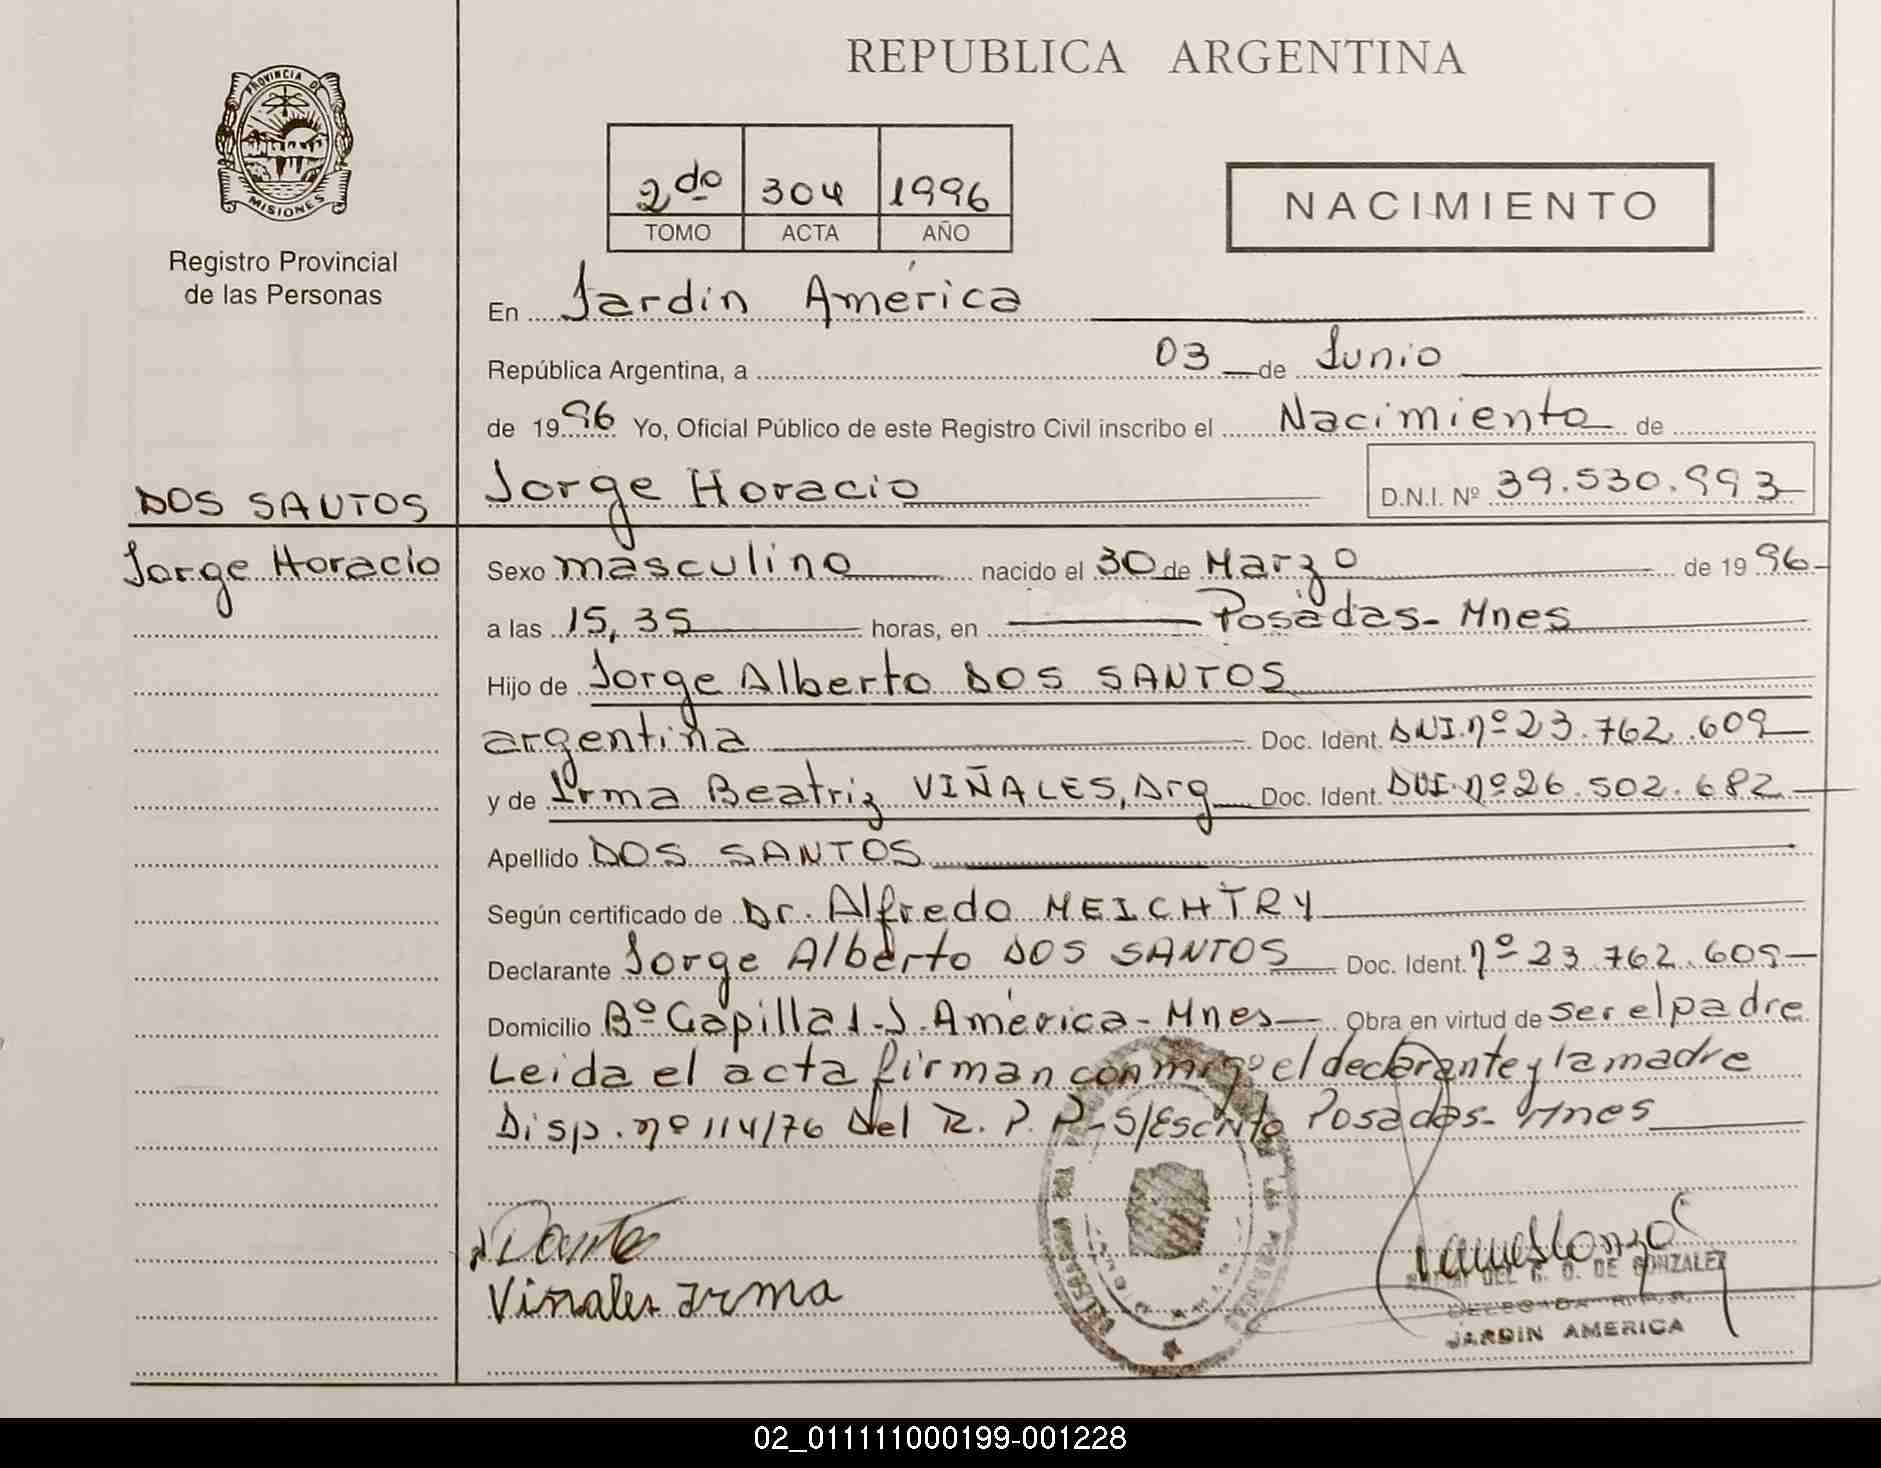 REPUBLICA ARGENTINA
PROVINCIA DE
MISIONES
Registro Provincial
de las Personas
2do 304 1996
TOMO ACTA AÑO
NACIMIENTO
En Jardin América
República Argentina, a 03 de Junio
de 1996 Yo, Oficial Público de este Registro Civil inscribo el Nacimiento de
DOS SANTOS Jorge Horacio D.N.I. Nº 39.530.993
Jorge Horacio Sexo masculino nacido el 30 de Marzo de 1996
a las 15,35 horas, en Posadas - Mnes
Hijo de Jorge Alberto DOS SANTOS
argentina Doc. Ident. DNI. nº 23.762.609
y de Irma Beatriz VIÑALES, Arg Doc. Ident. DNI. nº 26.502.682
Apellido DOS SANTOS
Según certificado de Dr. Alfredo MEICHTRY
Declarante Jorge Alberto DOS SANTOS Doc. Ident. nº 23.762.609
Domicilio Bº Capilla 1-J. América - Mnes Obra en virtud de ser el padre
Leida el acta firman conmigo el declarante y la madre
Disp. nº 114/76 Del R. P. P - S/Escrito Posadas - Mnes
Viñales Irma
DEL C. D. DE GONZALEZ
DELEGADA R.P.P.
JARDIN AMERICA
02_011111000199-001228